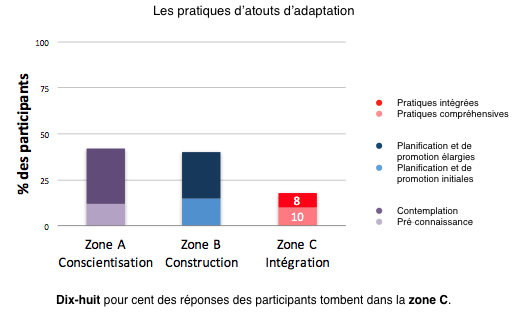 Les pratiques d'atouts d'adaptation
% des participants
100
75
50
25
0
8
10
Zone A
Conscientisation
Zone B
Construction
Zone C
Intégration
Pratiques intégrées
Pratiques compréhensives
Planification et de
promotion élargies
Planification et de
promotion initiales
Contemplation
Pré connaissance
Dix-huit pour cent des réponses des participants tombent dans la zone C.